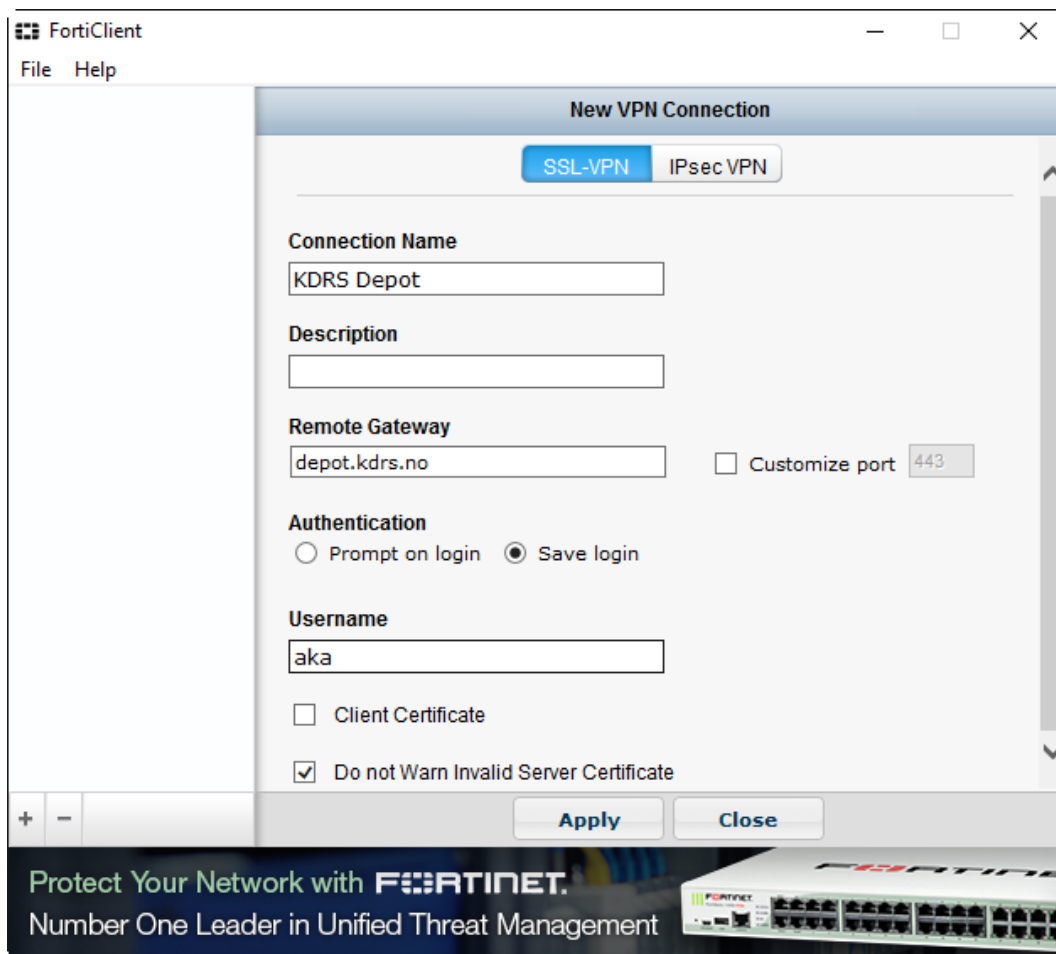 FortiClient
File Help
New VPN Connection
SSL-VPN IPsec VPN
Connection Name
KDRS Depot
Description
Remote Gateway
depot.kdrs.no Customize port 443
Authentication
Prompt on login Save login
Username
aka
Client Certificate
Do not Warn Invalid Server Certificate
+ −
Apply Close
Protect Your Network with FORTINET.
Number One Leader in Unified Threat Management
FORTINET